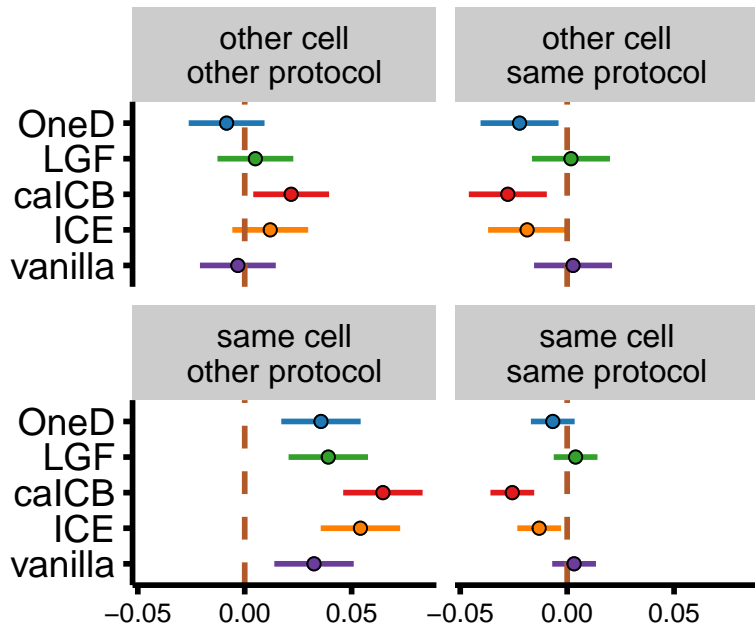 other cell
other protocol
other cell
same protocol
OneD
LGF
caICB
ICE
vanilla
same cell
other protocol
same cell
same protocol
OneD
LGF
caICB
ICE
vanilla
−0.05 0.00 0.05 −0.05 0.00 0.05